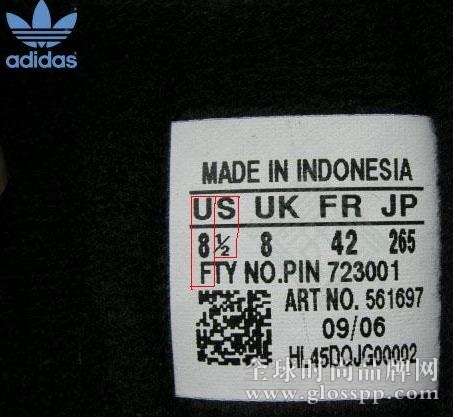 adidas
MADE IN INDONESIA
US UK FR JP
8½ 8 42 265
FTY NO.PIN 723001
ART NO. 561697
09/06
HL45DQJG00002
全球时尚品牌网
www.glosspp.com